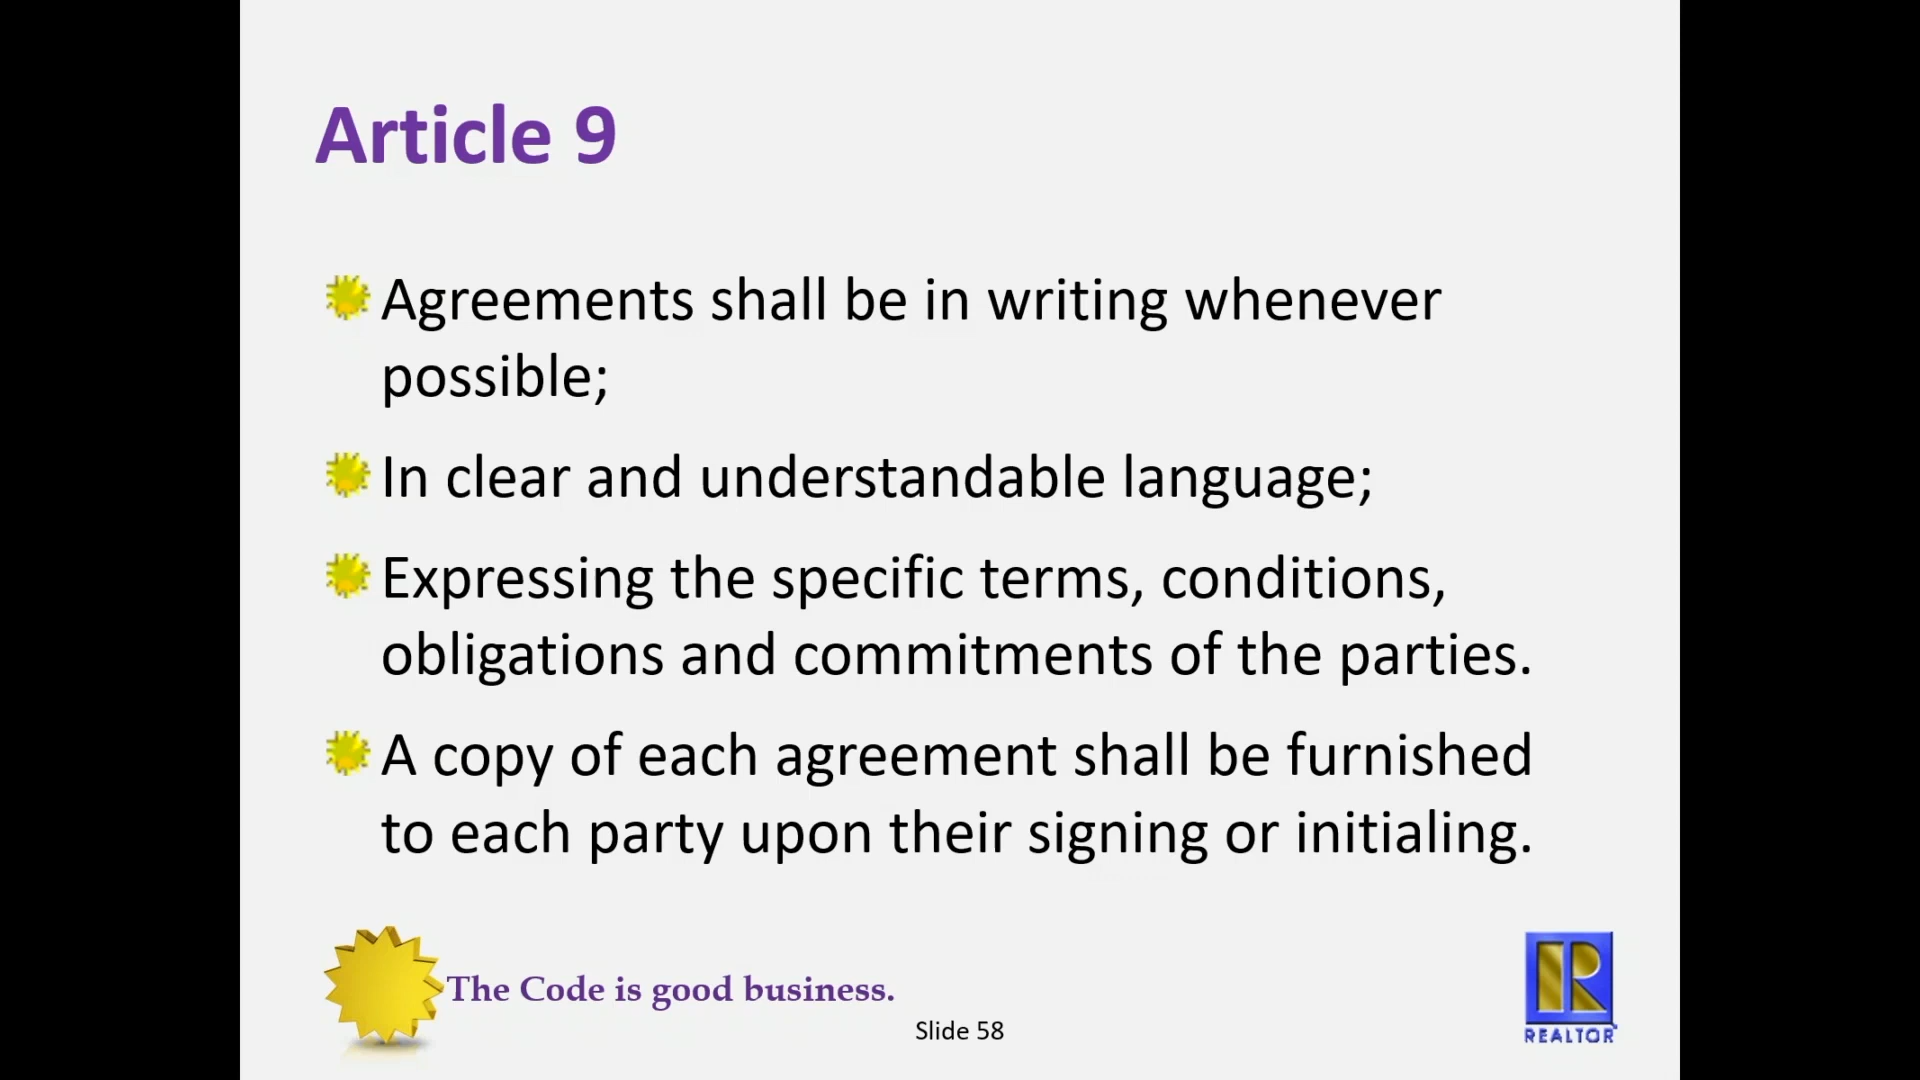 Article 9
Agreements shall be in writing whenever
possible;
In clear and understandable language;
Expressing the specific terms, conditions,
obligations and commitments of the parties.
A copy of each agreement shall be furnished
to each party upon their signing or initialing.
The Code is good business.
Slide 58
R
REALTOR